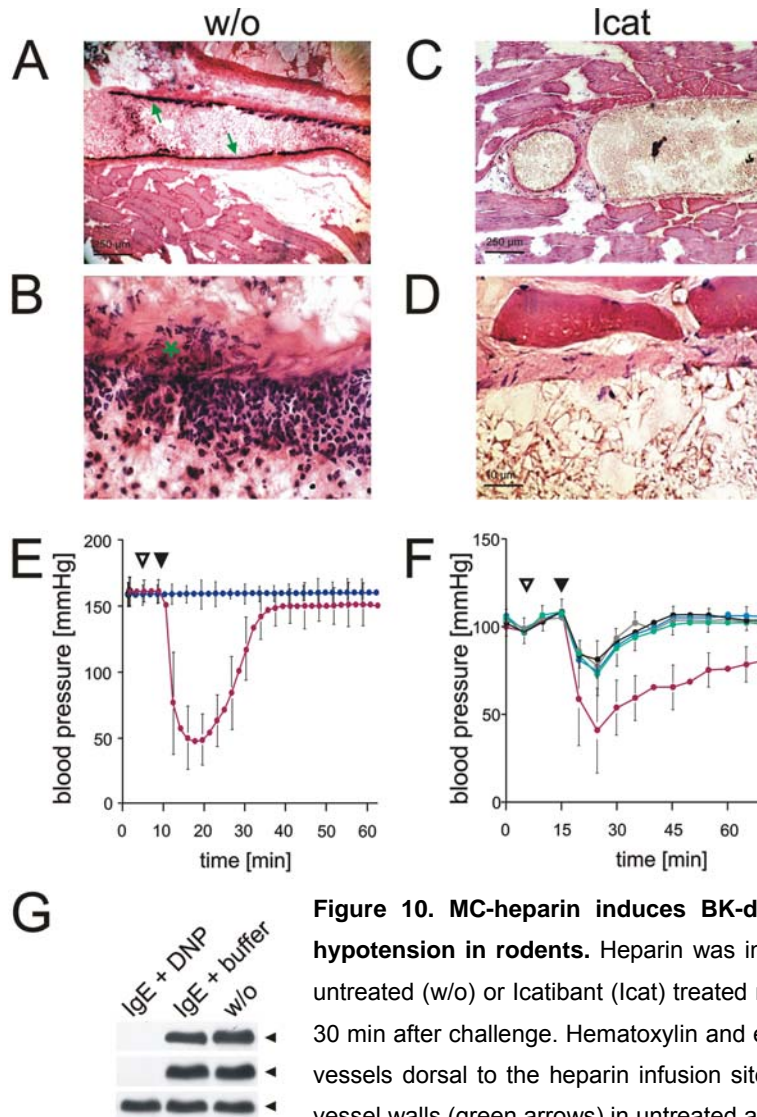 w/o
Icat
A
C
250 µm
250 µm
B
D
10 µm
E
F
blood pressure [mmHg]
200
150
100
50
0
0 10 20 30 40 50 60
time [min]
blood pressure [mmHg]
150
100
50
0
0 15 30 45 60
time [min]
G
IgE + DNP
IgE + buffer
w/o
Figure 10. MC-heparin induces BK-d
hypotension in rodents. Heparin was in
untreated (w/o) or Icatibant (Icat) treated
30 min after challenge. Hematoxylin and e
vessels dorsal to the heparin infusion site
vessel walls (green arrows) in untreated a